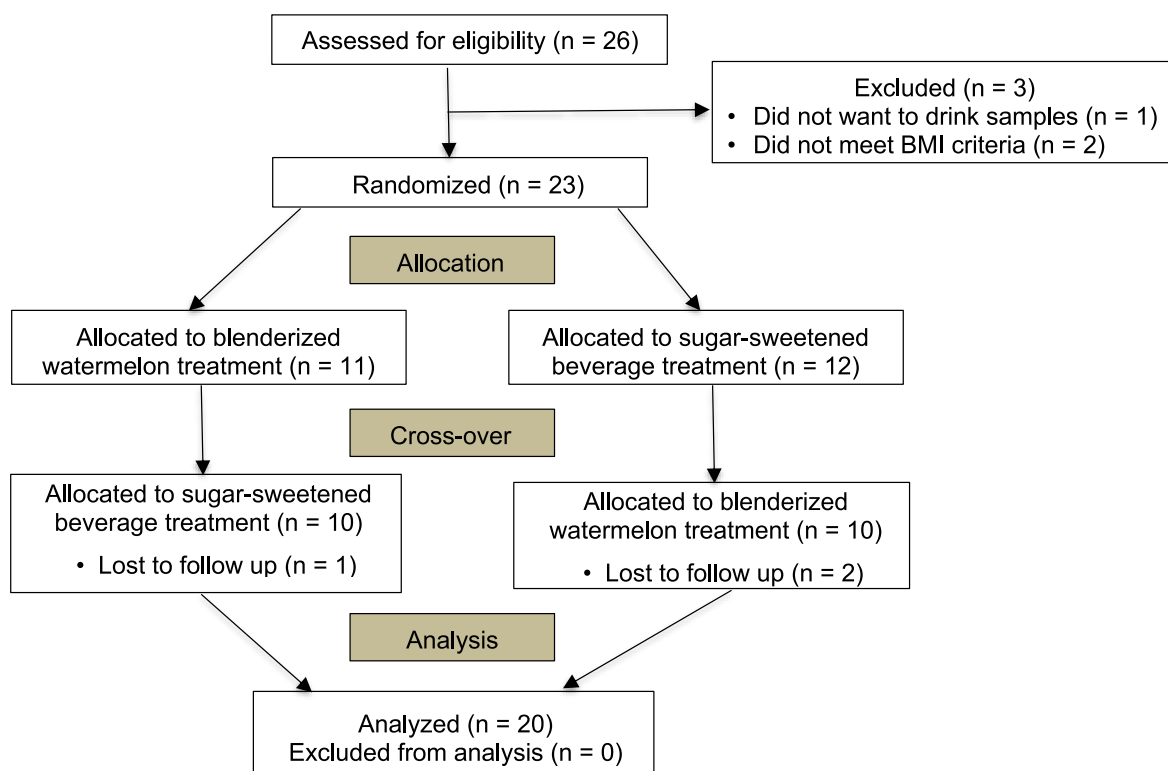 Assessed for eligibility (n = 26)
Excluded (n = 3)
• Did not want to drink samples (n = 1)
• Did not meet BMI criteria (n = 2)
Randomized (n = 23)
Allocation
Allocated to blenderized
watermelon treatment (n = 11)
Allocated to sugar-sweetened
beverage treatment (n = 12)
Cross-over
Allocated to sugar-sweetened
beverage treatment (n = 10)
• Lost to follow up (n = 1)
Allocated to blenderized
watermelon treatment (n = 10)
• Lost to follow up (n = 2)
Analysis
Analyzed (n = 20)
Excluded from analysis (n = 0)